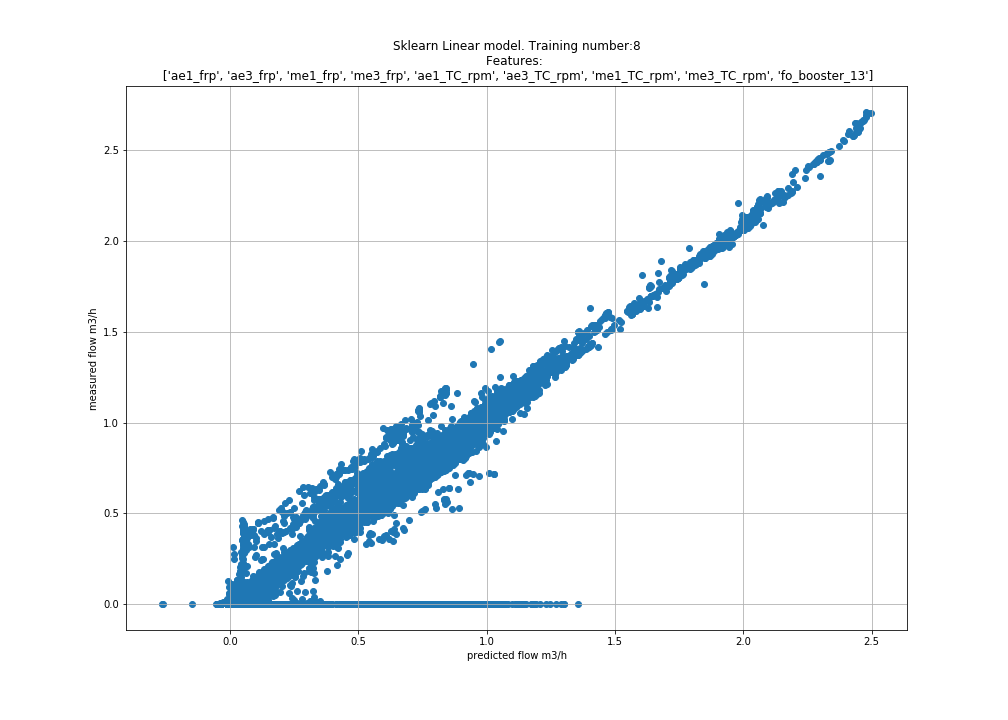 Sklearn Linear model. Training number:8
Features:
['ae1_frp', 'ae3_frp', 'me1_frp', 'me3_frp', 'ae1_TC_rpm', 'ae3_TC_rpm', 'me1_TC_rpm', 'me3_TC_rpm', 'fo_booster_13']
measured flow m3/h
2.5
2.0
1.5
1.0
0.5
0.0
0.0 0.5 1.0 1.5 2.0 2.5
predicted flow m3/h